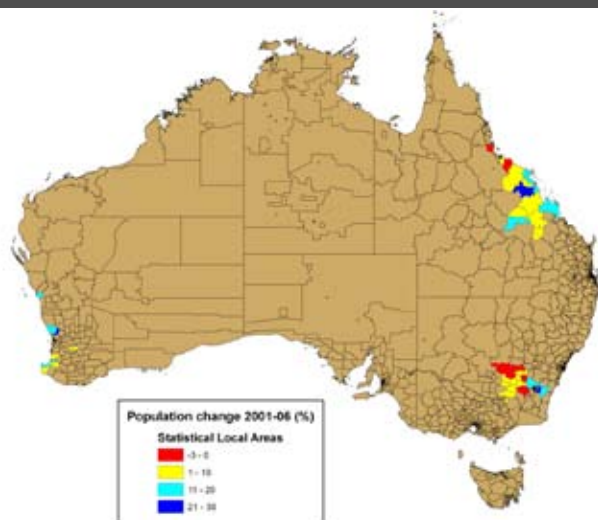 Population change 2001-06 (%)
Statistical Local Areas
-3 - 0
1 - 10
11 - 20
21 - 30